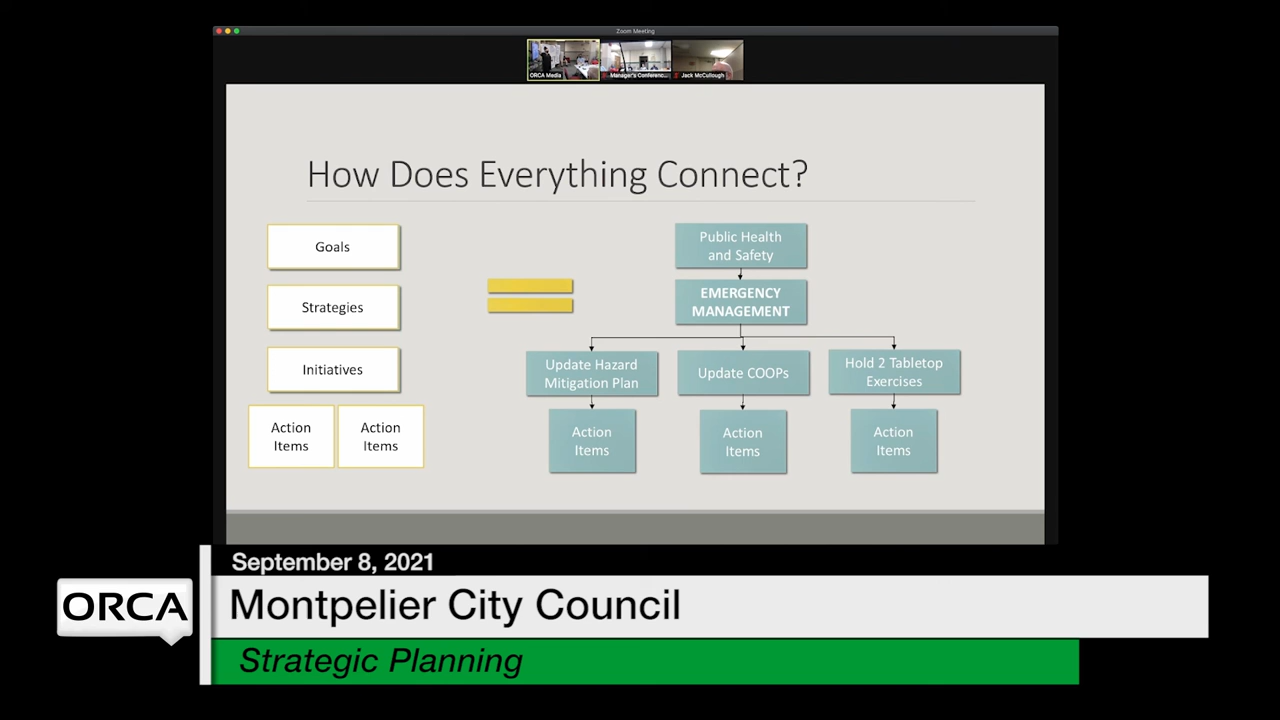 Zoom Meeting
ORCA Media
Manager's Conferenc...
Jack McCullough
How Does Everything Connect?
Goals
Strategies
Initiatives
Action
Items
Action
Items
Public Health
and Safety
EMERGENCY
MANAGEMENT
Update Hazard
Mitigation Plan
Update COOPs
Hold 2 Tabletop
Exercises
Action
Items
Action
Items
Action
Items
September 8, 2021
ORCA
Montpelier City Council
Strategic Planning